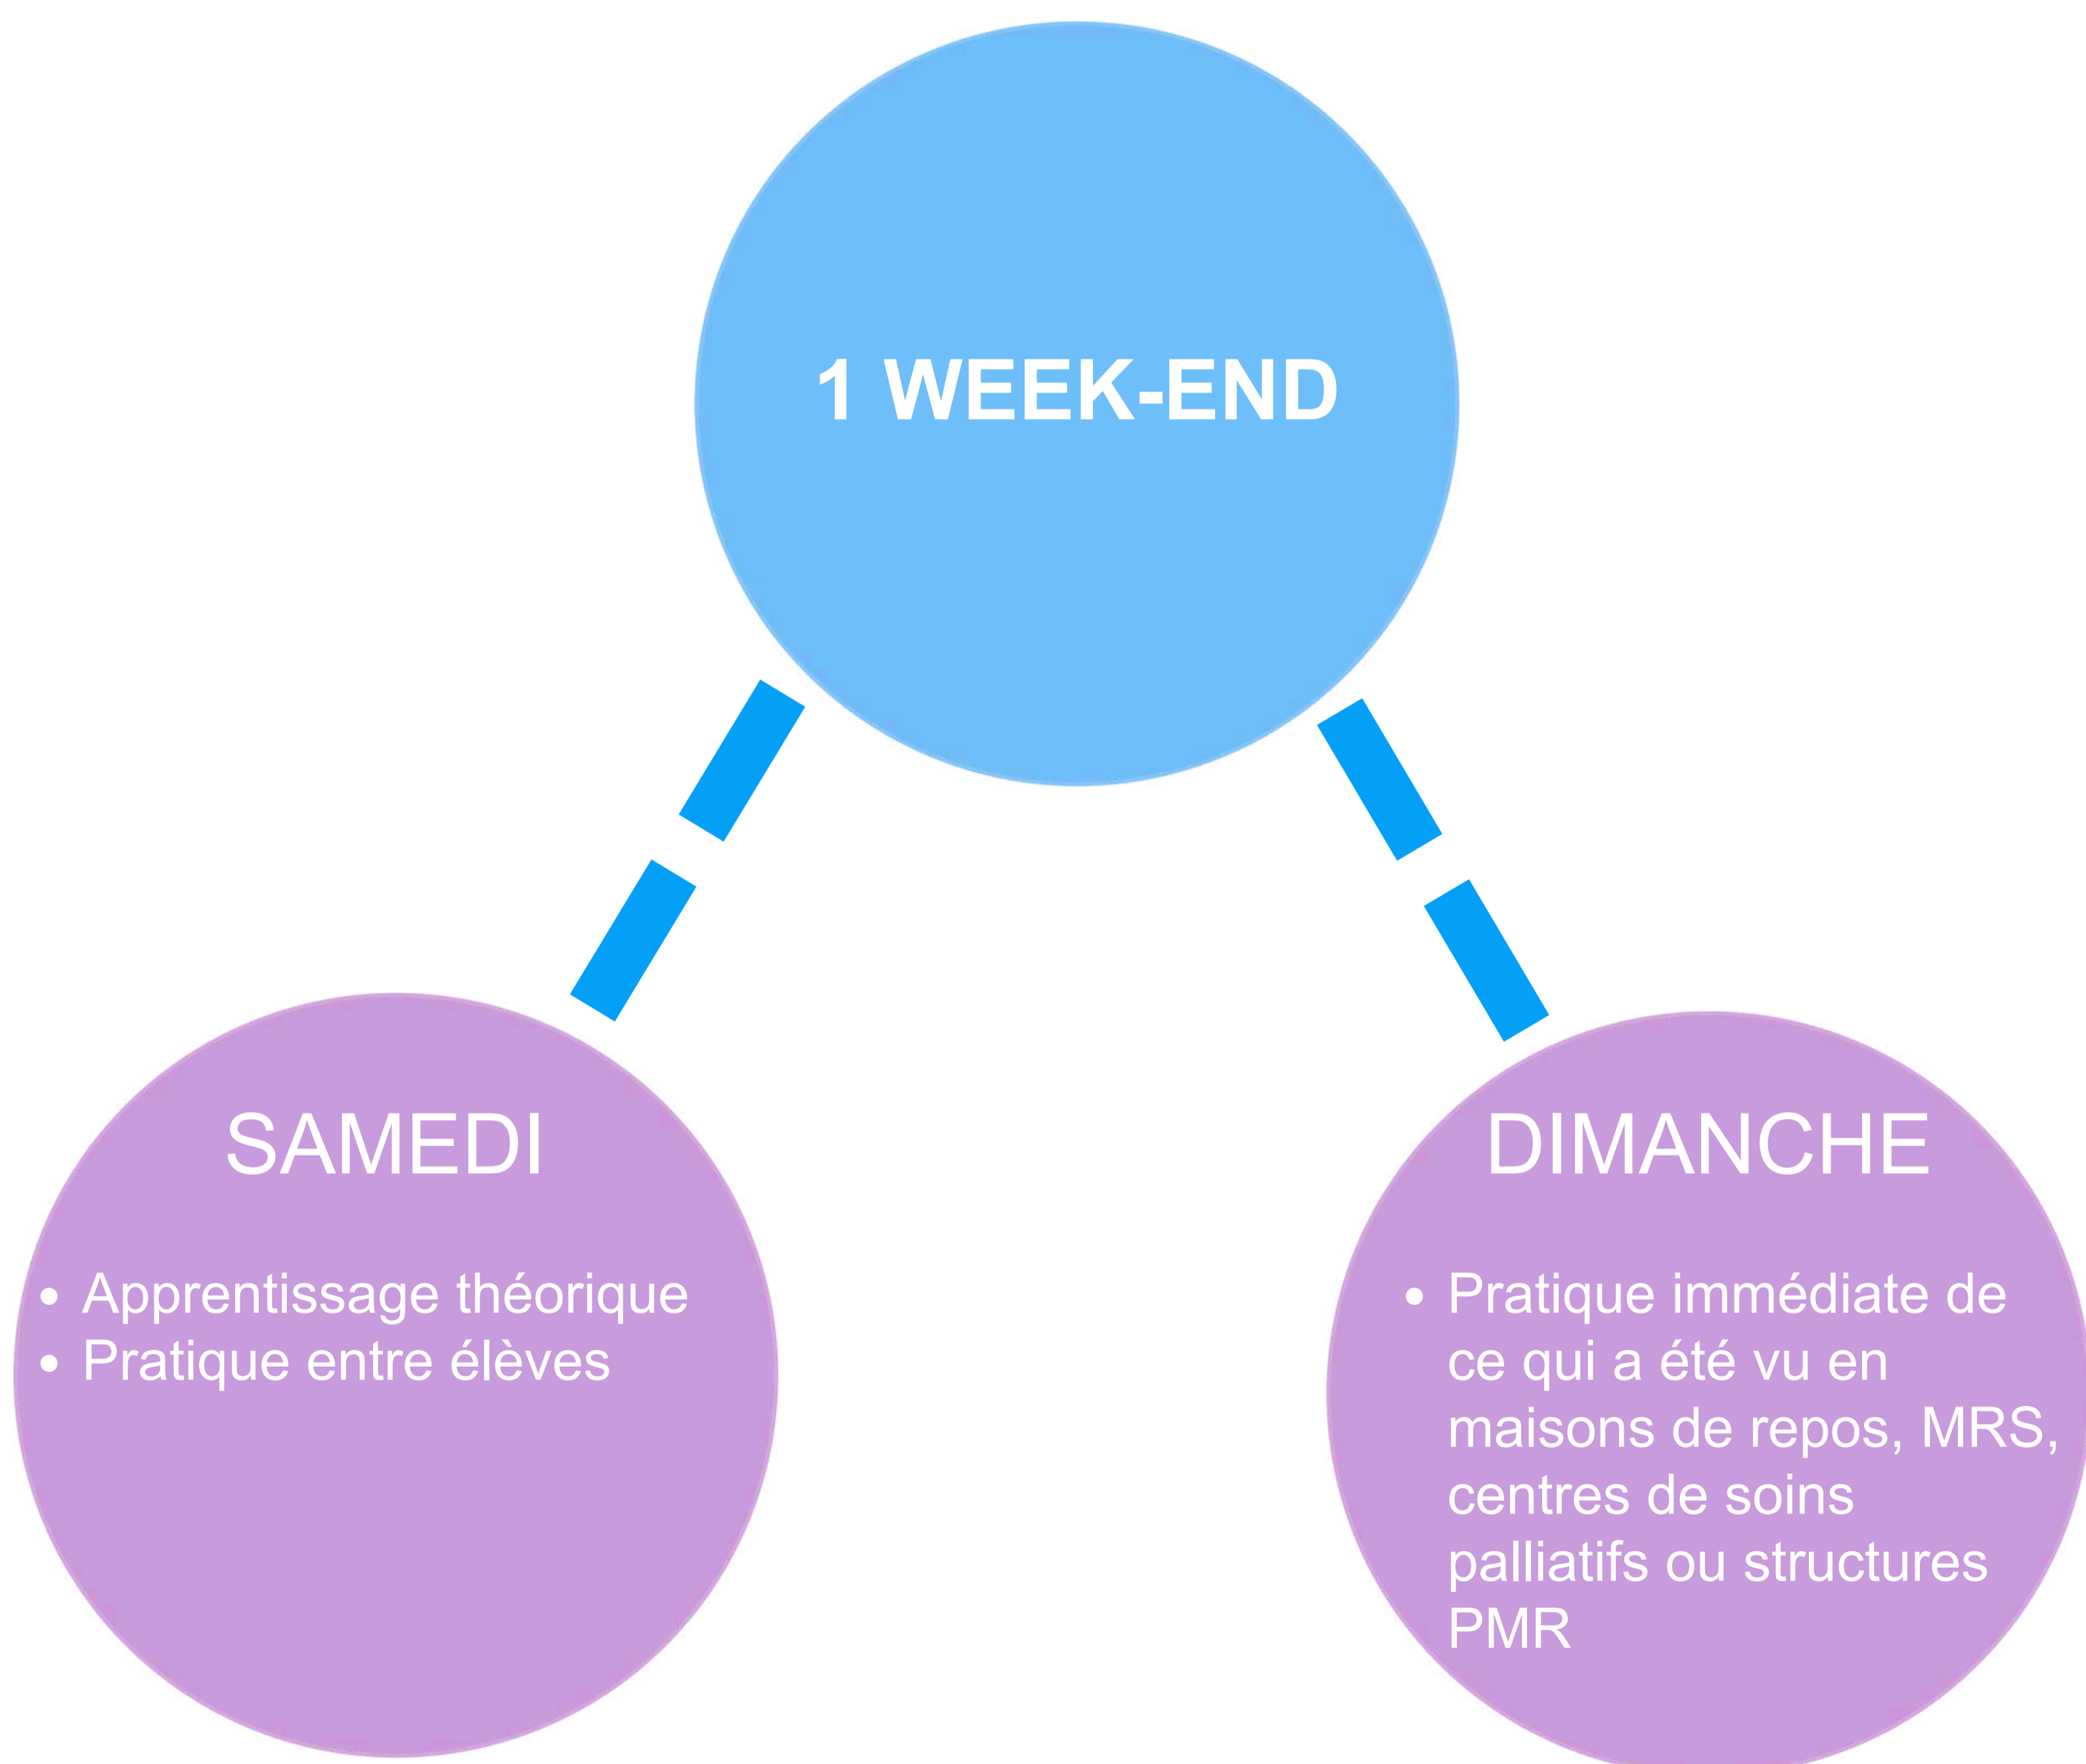 1 WEEK-END
SAMEDI
• Apprentissage théorique
• Pratique entre élèves
DIMANCHE
• Pratique immédiate de
ce qui a été vu en
maisons de repos, MRS,
centres de soins
palliatifs ou structures
PMR